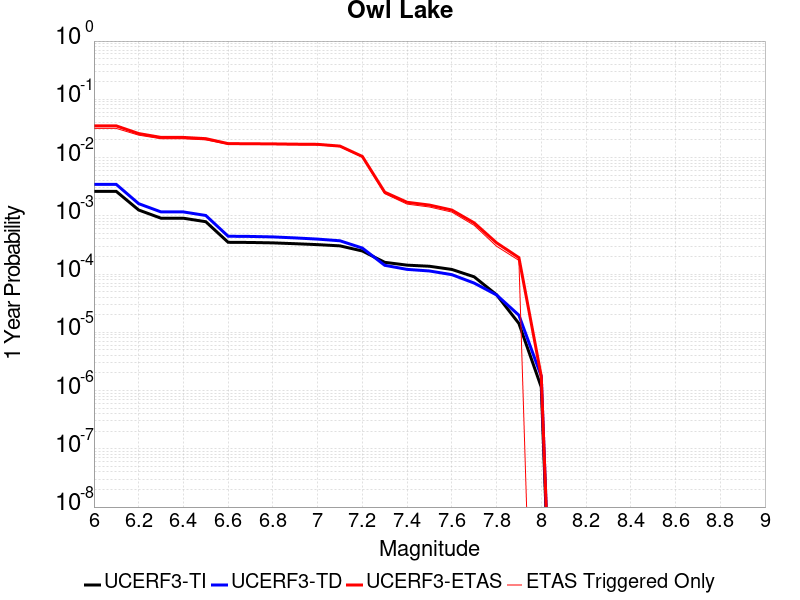 Owl Lake
10^0
10^-1
10^-2
10^-3
10^-4
10^-5
10^-6
10^-7
10^-8
1 Year Probability
6 6.2 6.4 6.6 6.8 7 7.2 7.4 7.6 7.8 8 8.2 8.4 8.6 8.8 9
Magnitude
UCERF3-TI UCERF3-TD UCERF3-ETAS ETAS Triggered Only